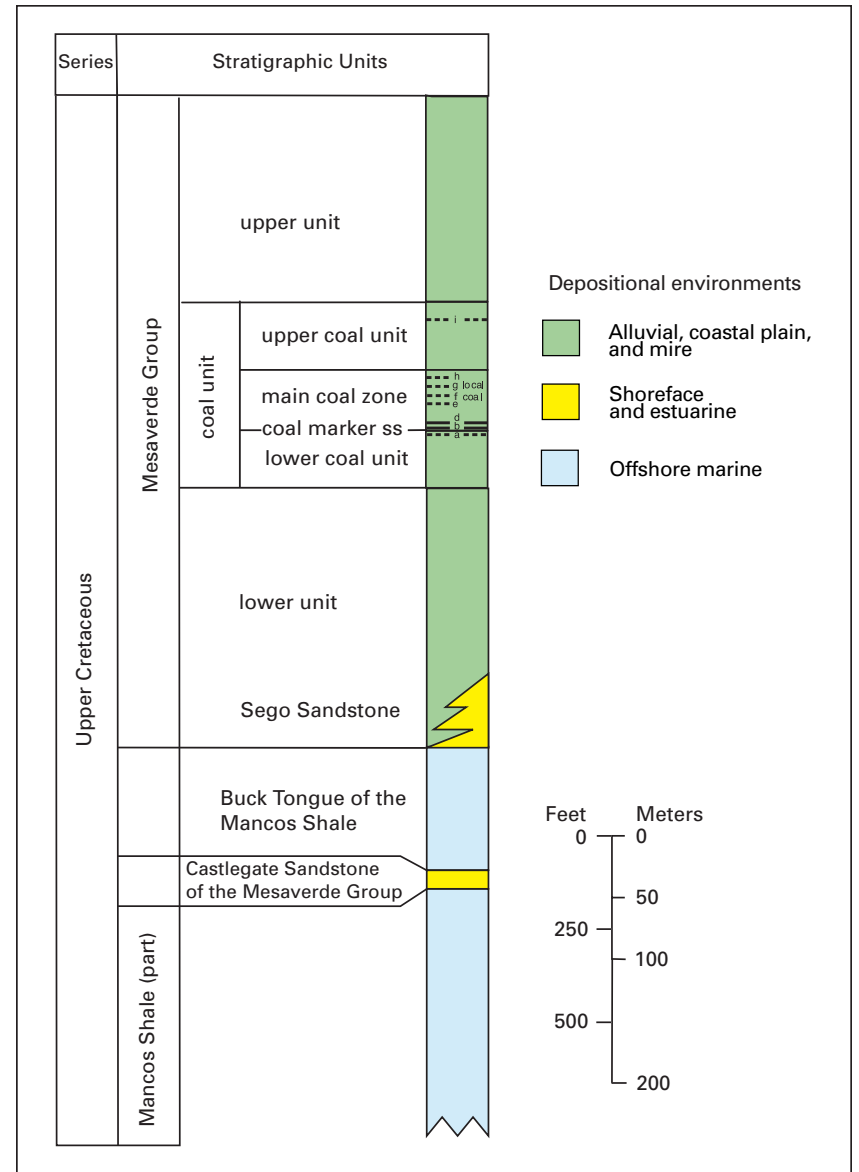 Series
Stratigraphic Units
Upper Cretaceous
Mesaverde Group
upper unit
coal unit
upper coal unit
i
main coal zone
h
g local
f coal
e
d
coal marker ss
b
a
lower coal unit
lower unit
Sego Sandstone
Buck Tongue of the
Mancos Shale
Castlegate Sandstone
of the Mesaverde Group
Mancos Shale (part)
Depositional environments
Alluvial, coastal plain,
and mire
Shoreface
and estuarine
Offshore marine
Feet Meters
0 0
50
250
100
500
200